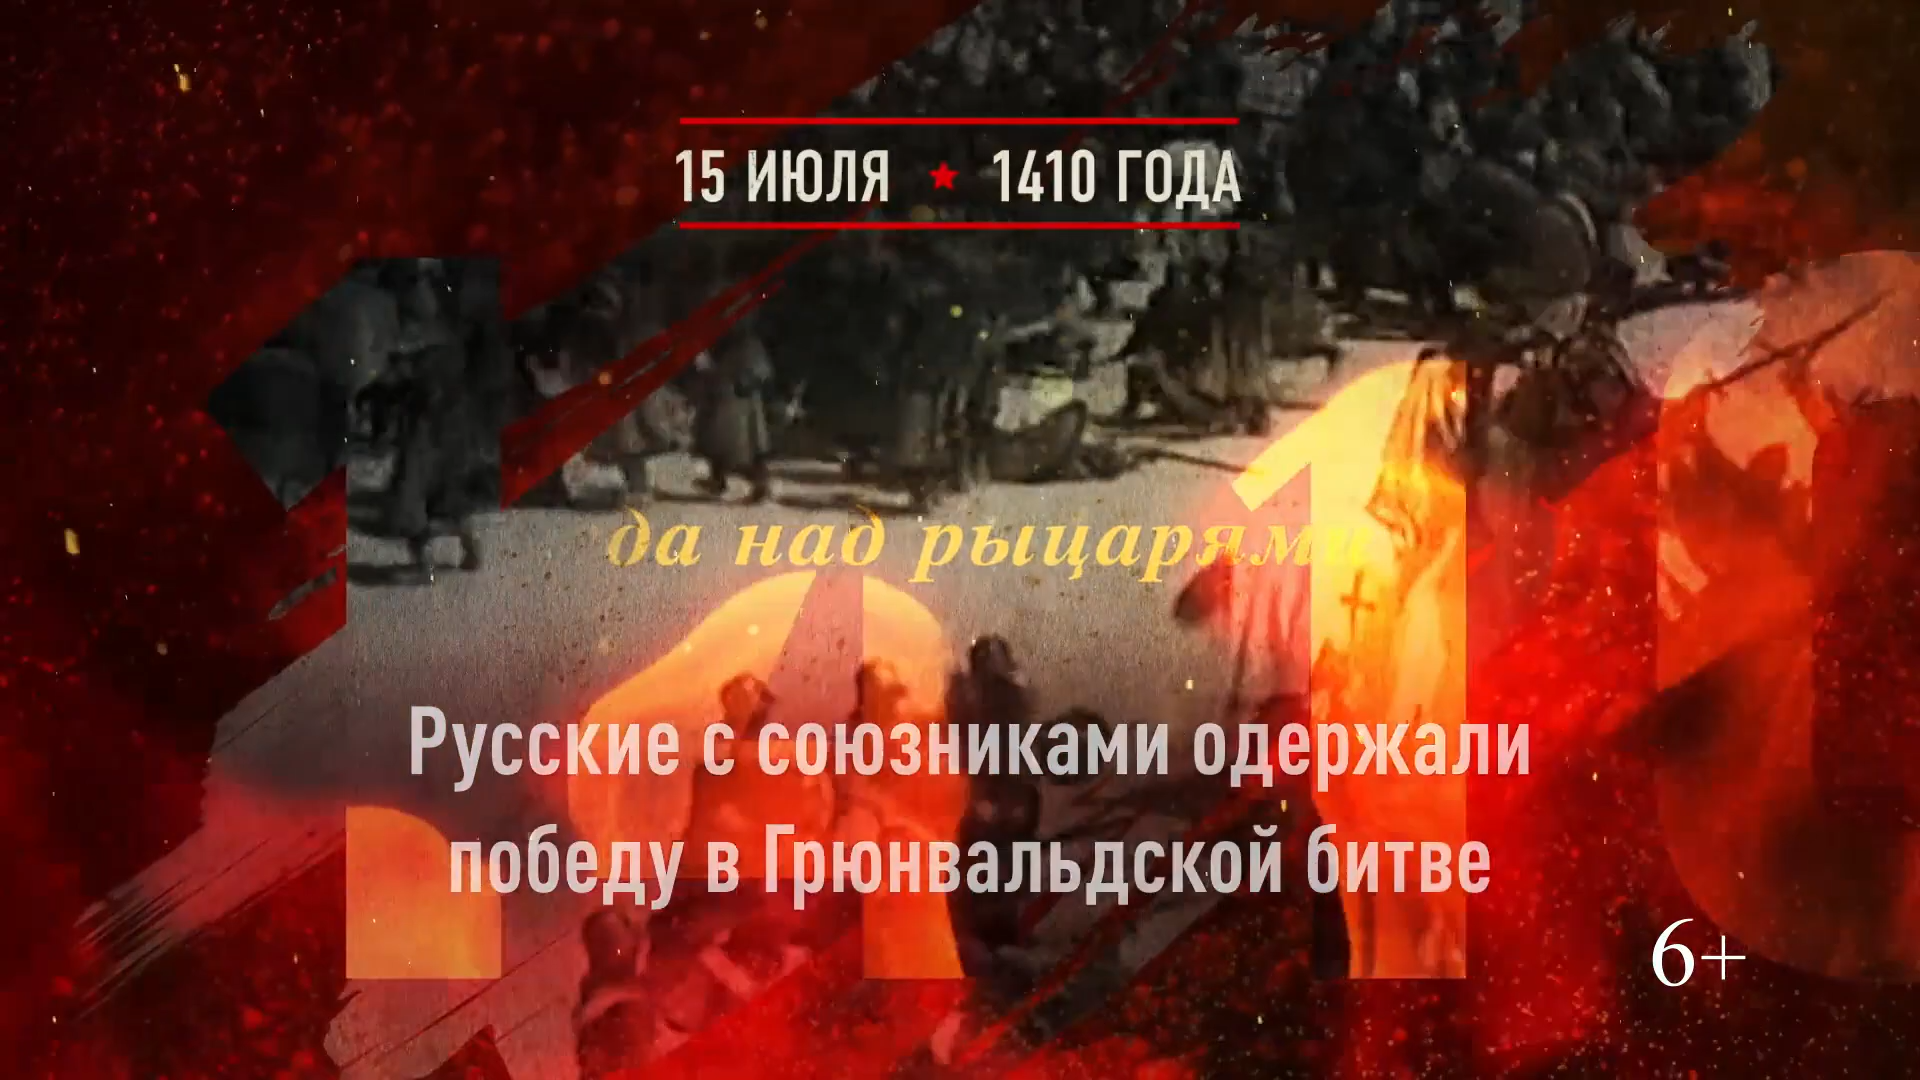 15 ИЮЛЯ ★ 1410 ГОДА
да над рыцарями
Русские с союзниками одержали
победу в Грюнвальдской битве
6+